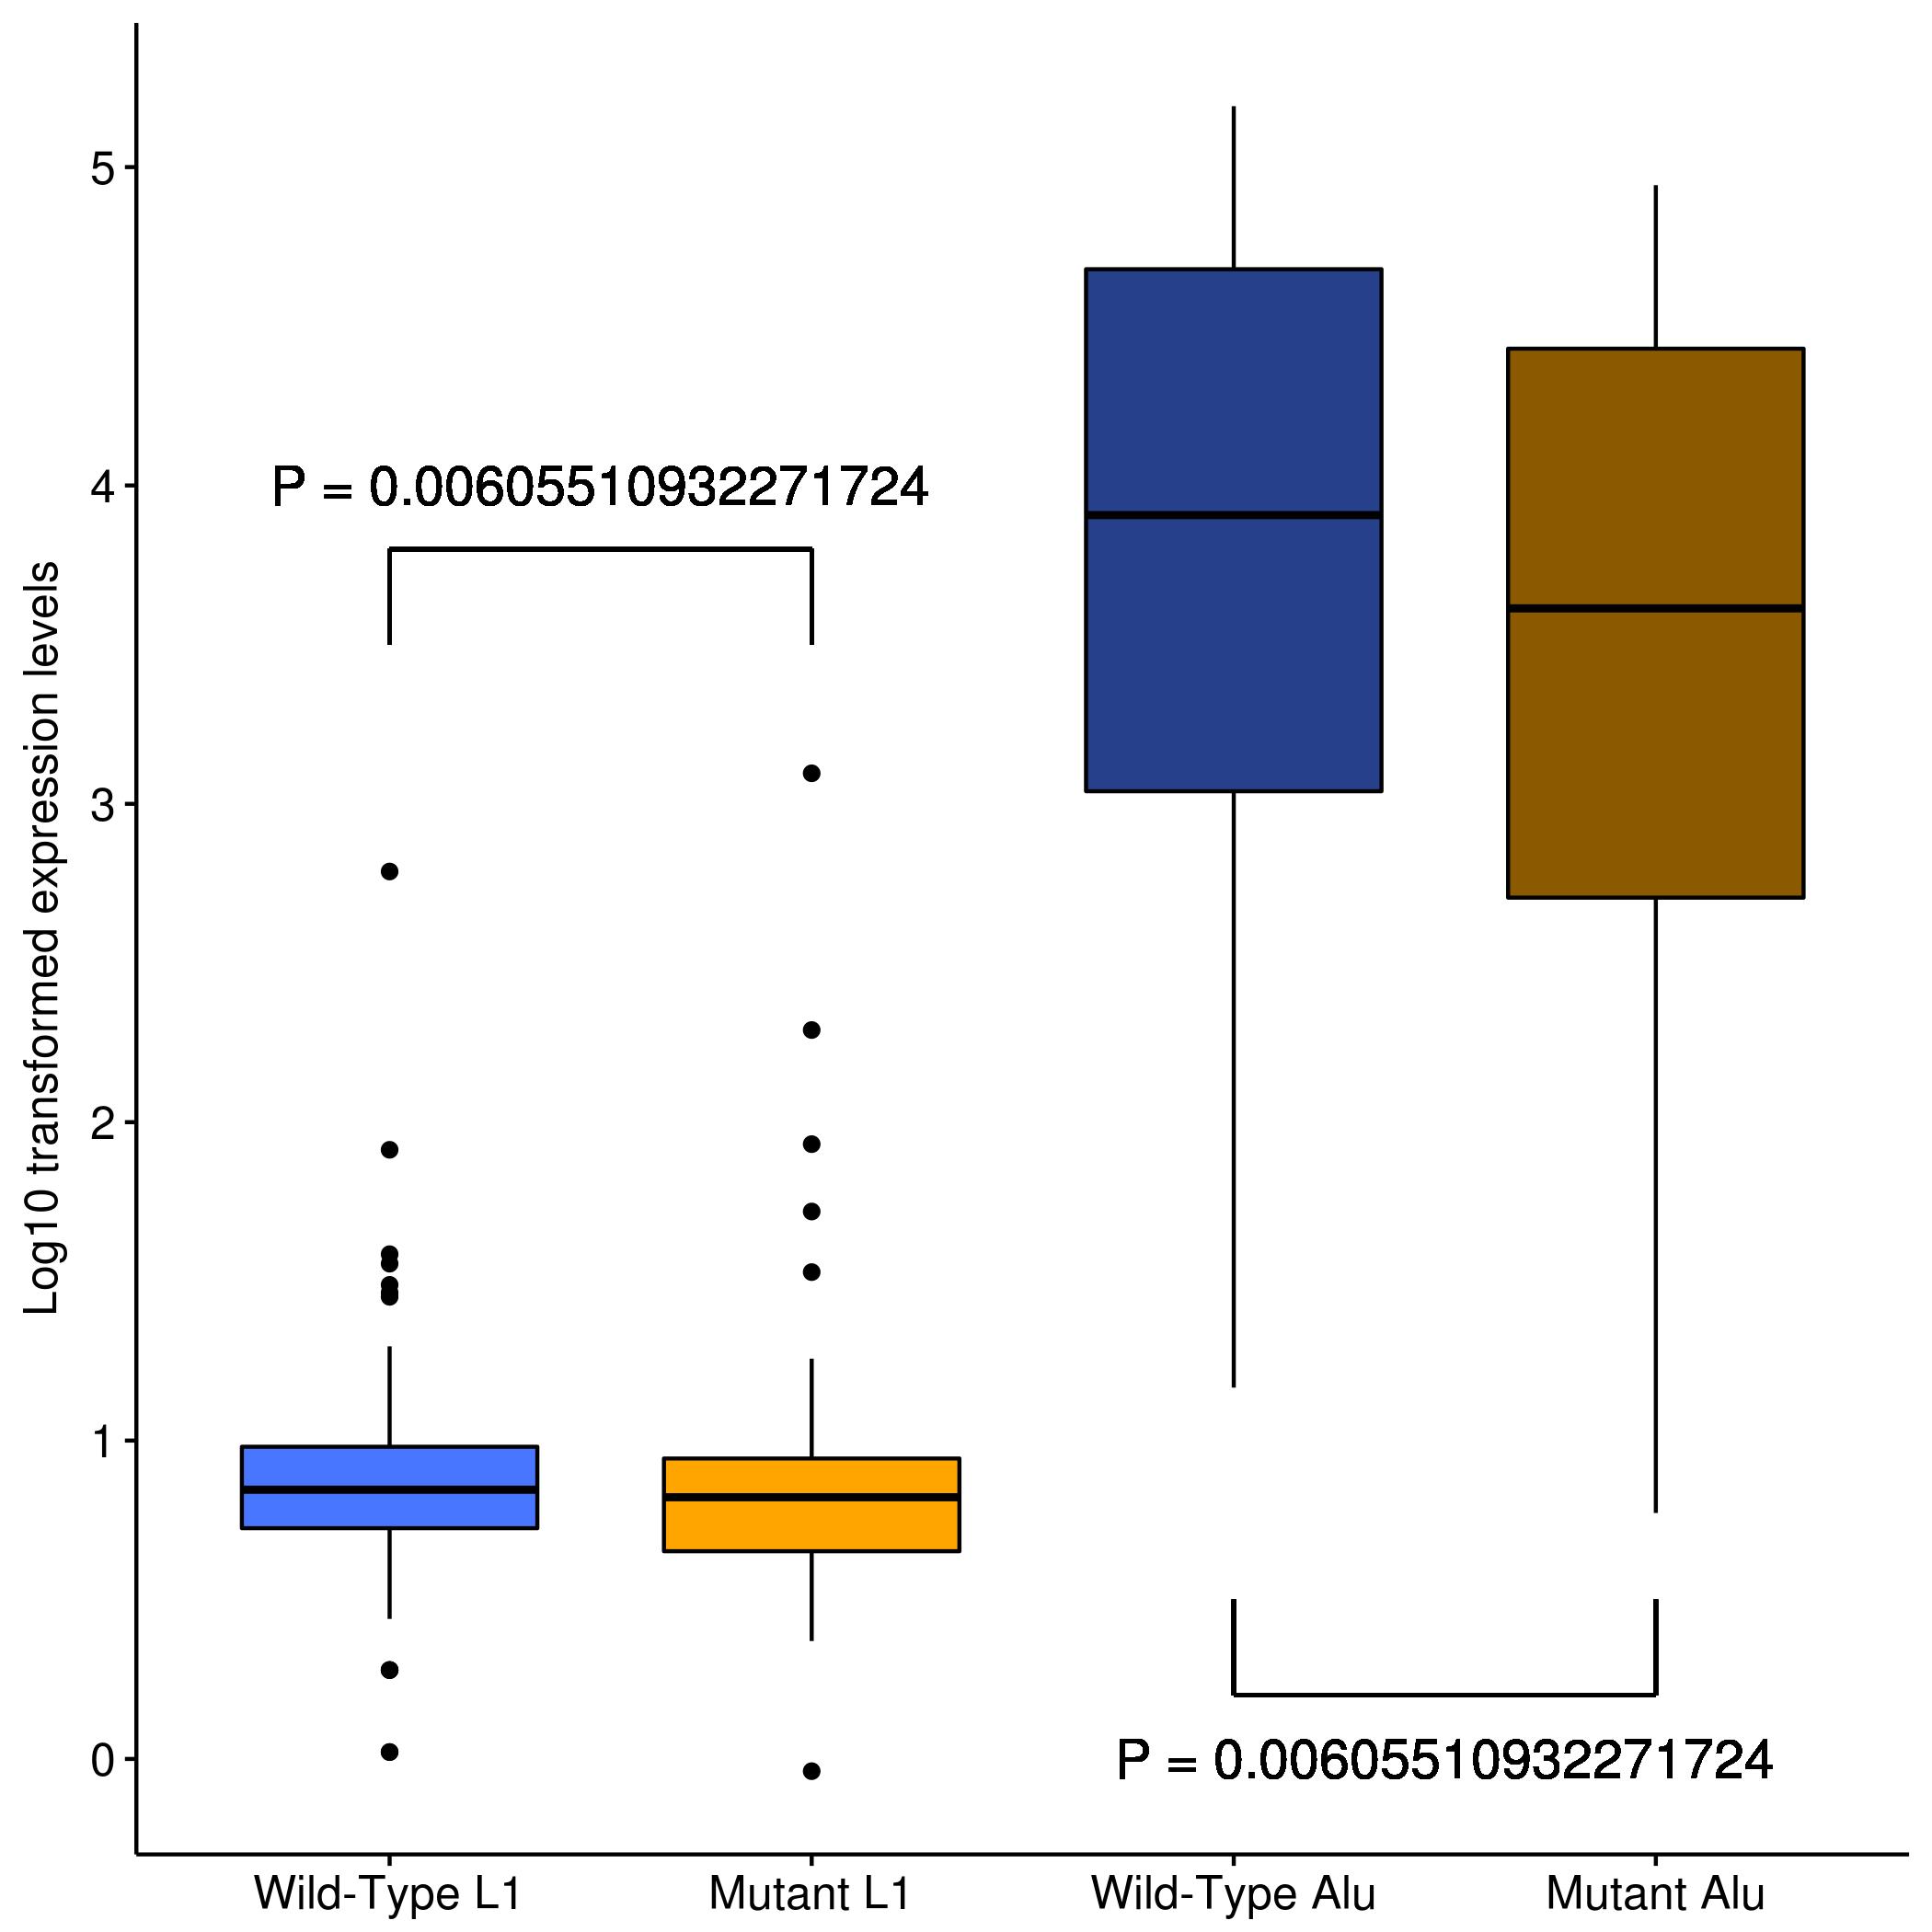 Log10 transformed expression levels
5
4
3
2
1
0
P = 0.00605510932271724
P = 0.00605510932271724
Wild-Type L1
Mutant L1
Wild-Type Alu
Mutant Alu